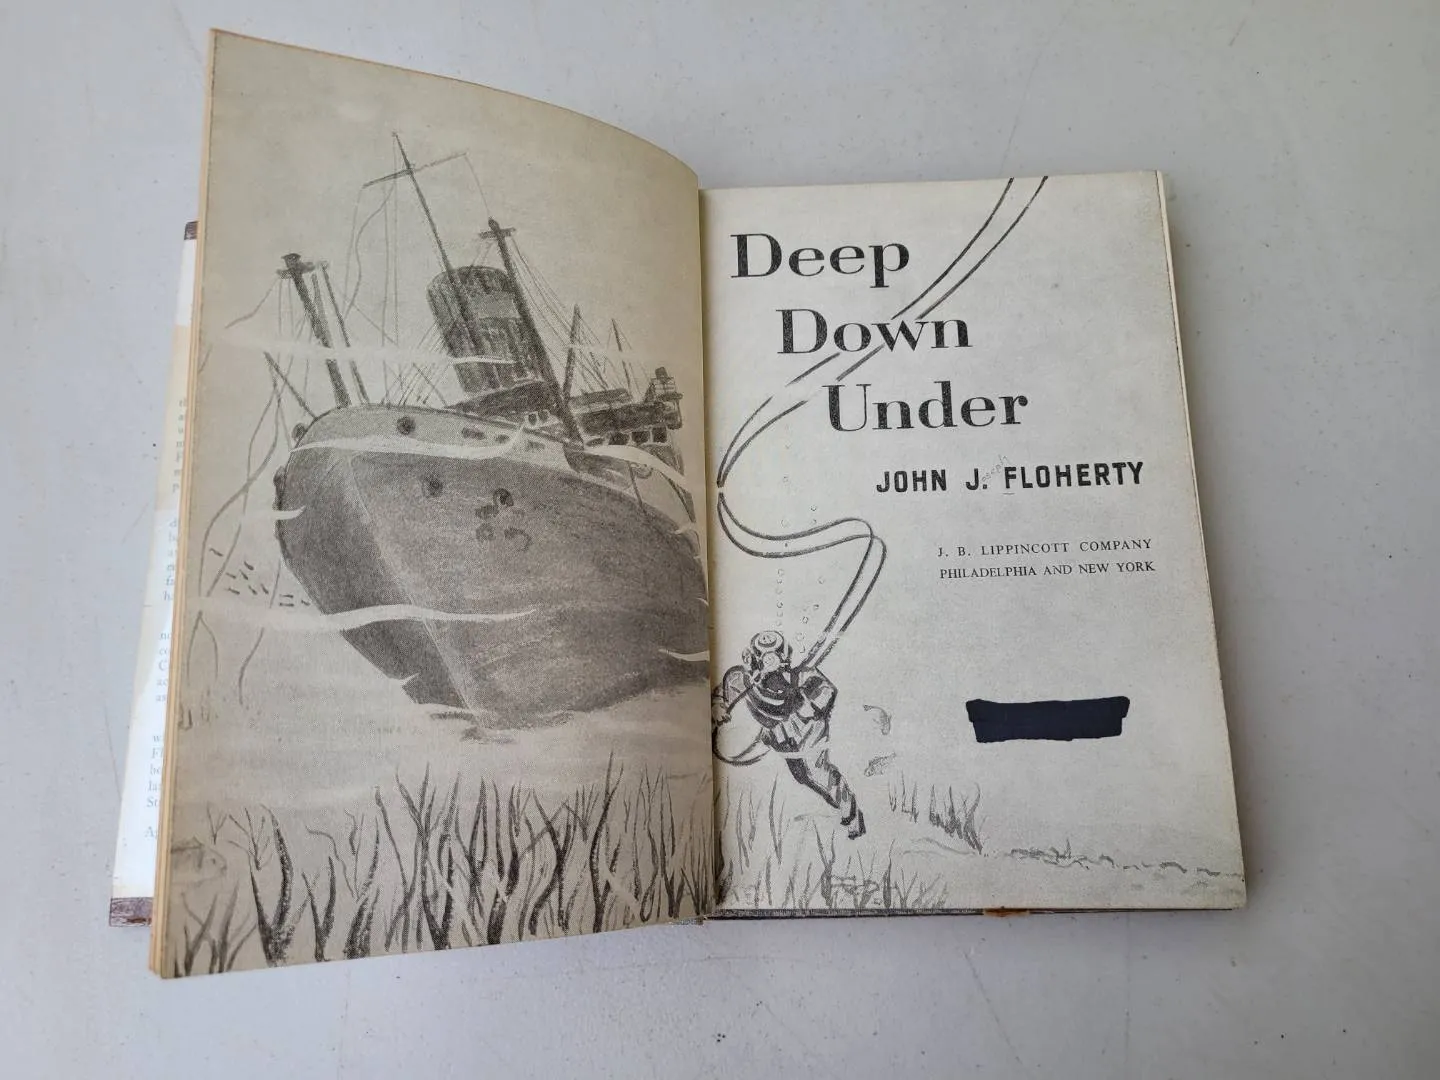 Deep
Down
Under
JOHN J. FLOHERTY
J. B. LIPPINCOTT COMPANY
PHILADELPHIA AND NEW YORK